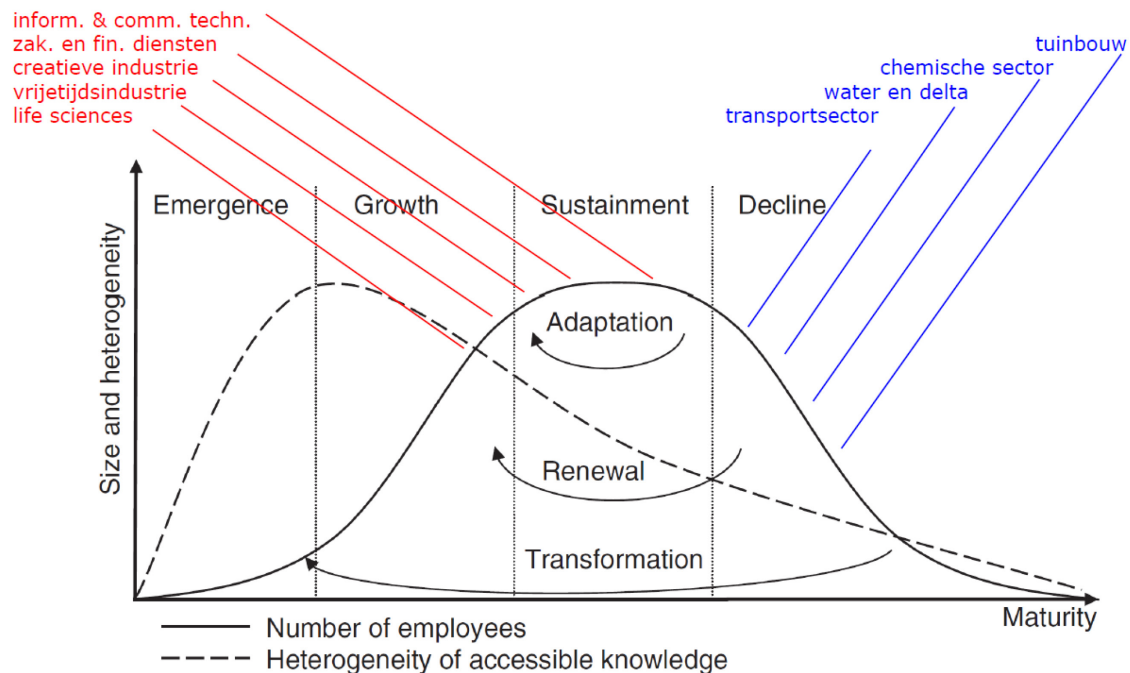 inform. & comm. techn.
zak. en fin. diensten
creatieve industrie
vrijetijdsindustrie
life sciences
tuinbouw
chemische sector
water en delta
transportsector
Emergence
Growth
Sustainment
Decline
Size and heterogeneity
Adaptation
Renewal
Transformation
Maturity
Number of employees
Heterogeneity of accessible knowledge